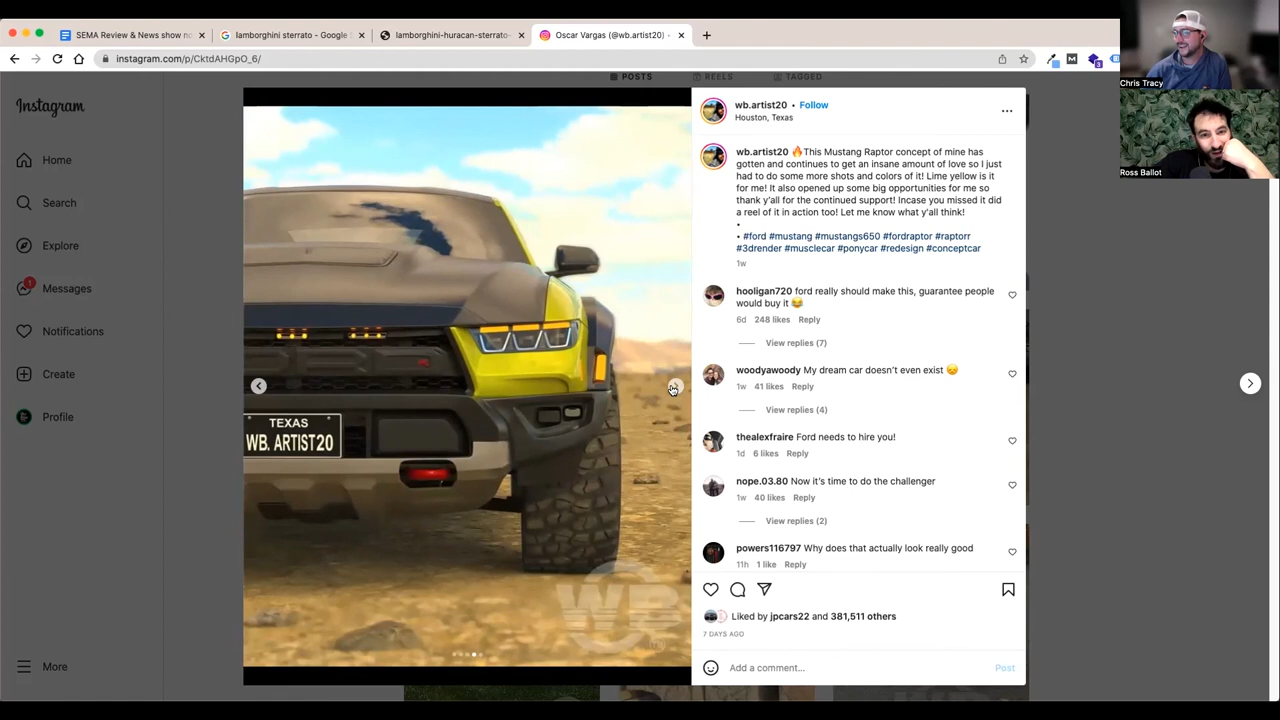 SEMA Review & News show no
lamborghini sterrato - Google S
lamborghini-huracan-sterrato-
Oscar Vargas (@wb.artist20) •
instagram.com/p/CktdAHGpO_6/
Chris Tracy
Ross Ballot
POSTS
REELS
TAGGED
Instagram
Home
Search
Explore
1
Messages
Notifications
Create
Profile
More
TEXAS
WB. ARTIST20
WB
wb.artist20 • Follow
Houston, Texas
wb.artist20 🔥This Mustang Raptor concept of mine has
gotten and continues to get an insane amount of love so I just
had to do some more shots and colors of it! Lime yellow is it
for me! It also opened up some big opportunities for me so
thank y'all for the continued support! Incase you missed it did
a reel of it in action too! Let me know what y'all think!
•
• #ford #mustang #mustangs650 #fordraptor #raptorr
#3drender #musclecar #ponycar #redesign #conceptcar
1w
hooligan720 ford really should make this, guarantee people
would buy it 😂
6d 248 likes Reply
View replies (7)
woodyawoody My dream car doesn't even exist 😞
1w 41 likes Reply
View replies (4)
thealexfraire Ford needs to hire you!
1d 6 likes Reply
nope.03.80 Now it's time to do the challenger
1w 40 likes Reply
View replies (2)
powers116797 Why does that actually look really good
11h 1 like Reply
Liked by jpcars22 and 381,511 others
7 DAYS AGO
Add a comment...
Post